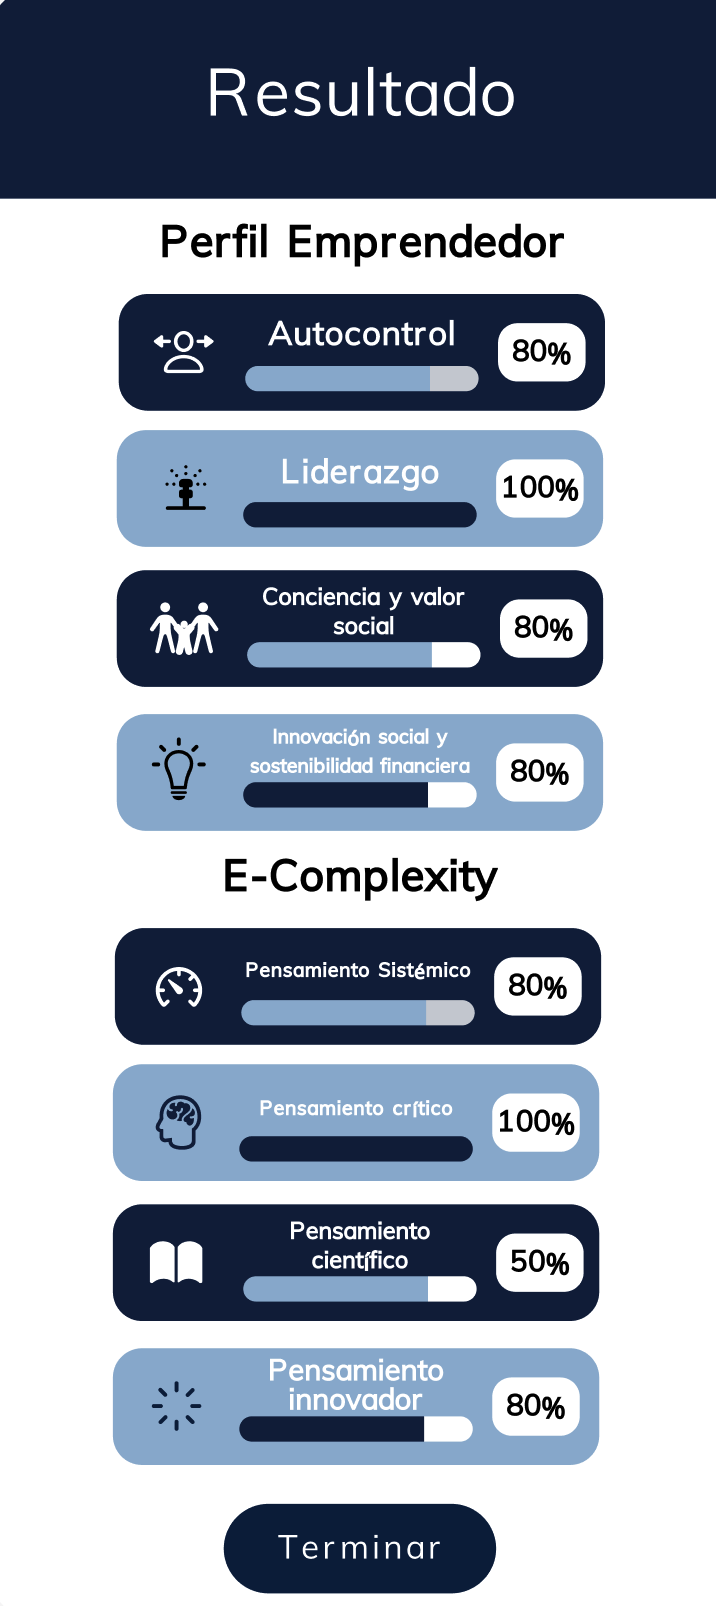 Resultado
Perfil Emprendedor
Autocontrol
80%
Liderazgo
100%
Conciencia y valor
social
80%
Innovación social y
sostenibilidad financiera
80%
E-Complexity
Pensamiento Sistémico
80%
Pensamiento crítico
100%
Pensamiento
científico
50%
Pensamiento
innovador
80%
Terminar